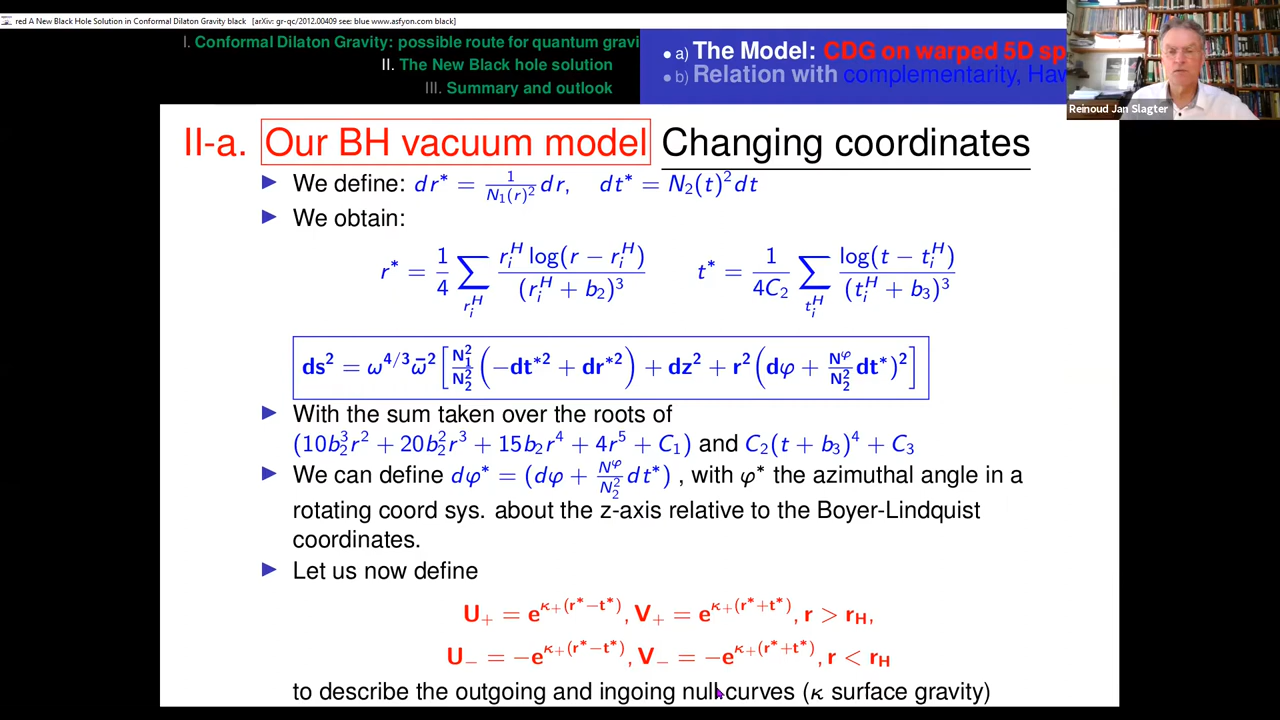 red A New Black Hole Solution in Conformal Dilaton Gravity black [arXiv: gr-qc/2012.00409 see: blue www.asfyon.com black]
I. Conformal Dilaton Gravity: possible route for quantum gravi
II. The New Black hole solution
III. Summary and outlook
• a) The Model: CDG on warped 5D sp
• b) Relation with complementarity, Haw
Reinoud Jan Slagter
II-a. Our BH vacuum model Changing coordinates
▶ We define: dr* = 1/N₁(r)² dr, dt* = N₂(t)²dt
▶ We obtain:
r* = 1/4 ∑_{r_i^H} r_i^H log(r − r_i^H)/(r_i^H + b₂)³ t* = 1/4C₂ ∑_{t_i^H} log(t − t_i^H)/(t_i^H + b₃)³
ds² = ω^{4/3} ω̄² [N₁²/N₂² (−dt*² + dr*²) + dz² + r²(dφ + N^φ/N₂² dt*)²]
▶ With the sum taken over the roots of
(10b₂³r² + 20b₂²r³ + 15b₂r⁴ + 4r⁵ + C₁) and C₂(t + b₃)⁴ + C₃
▶ We can define dφ* = (dφ + N^φ/N₂² dt*) , with φ* the azimuthal angle in a
rotating coord sys. about the z-axis relative to the Boyer-Lindquist
coordinates.
▶ Let us now define
U₊ = e^{κ₊(r*−t*)}, V₊ = e^{κ₊(r*+t*)}, r > r_H,
U₋ = −e^{κ₊(r*−t*)}, V₋ = −e^{κ₊(r*+t*)}, r < r_H
to describe the outgoing and ingoing null curves (κ surface gravity)